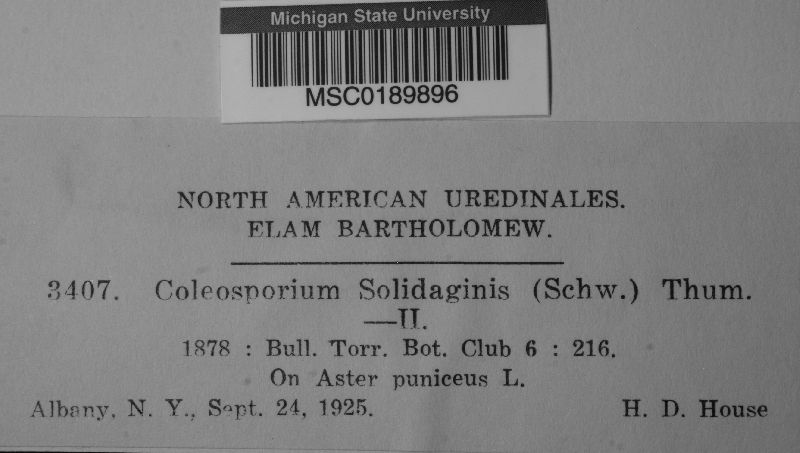 Michigan State University
MSC0189896
NORTH AMERICAN UREDINALES.
ELAM BARTHOLOMEW.
3407. Coleosporium Solidaginis (Schw.) Thum.
—II.
1878 : Bull. Torr. Bot. Club 6 : 216.
On Aster puniceus L.
Albany, N. Y., Sept. 24, 1925. H. D. House